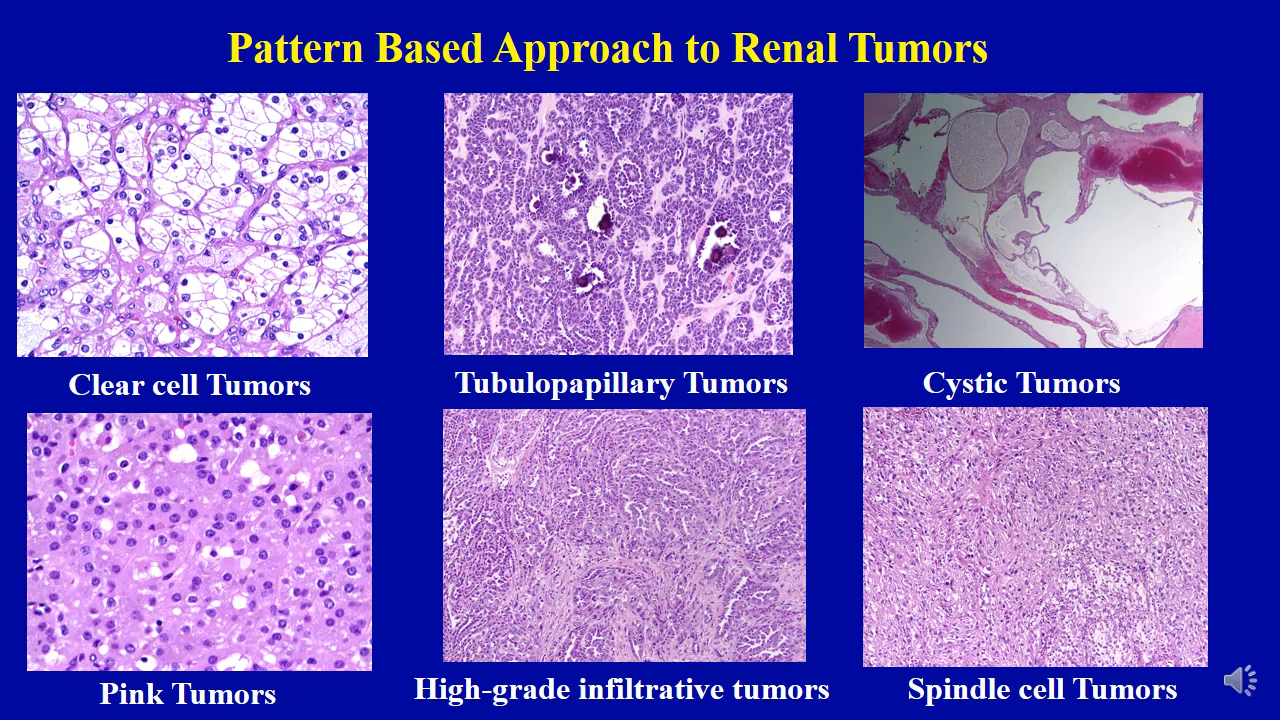 Pattern Based Approach to Renal Tumors
Clear cell Tumors
Tubulopapillary Tumors
Cystic Tumors
Pink Tumors
High-grade infiltrative tumors
Spindle cell Tumors